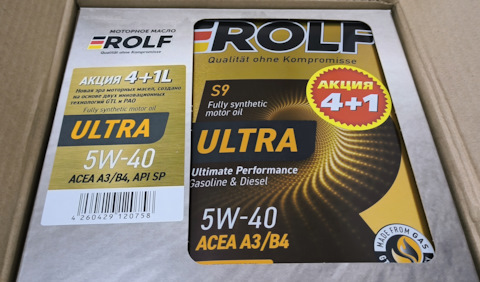 МОТОРНОЕ МАСЛО
ROLF
Qualität ohne Kompromisse
АКЦИЯ 4+1L
Новая эра моторных масел, создано
на основе двух инновационных
технологий GTL и PAO
Fully synthetic motor oil
ULTRA
5W-40
ACEA A3/B4, API SP
4 260429 120758
ROLF
Qualität ohne Kompromisse
S9
Fully synthetic
motor oil
АКЦИЯ
4+1
ULTRA
Ultimate Performance
Gasoline & Diesel
5W-40
ACEA A3/B4
MADE FROM GAS